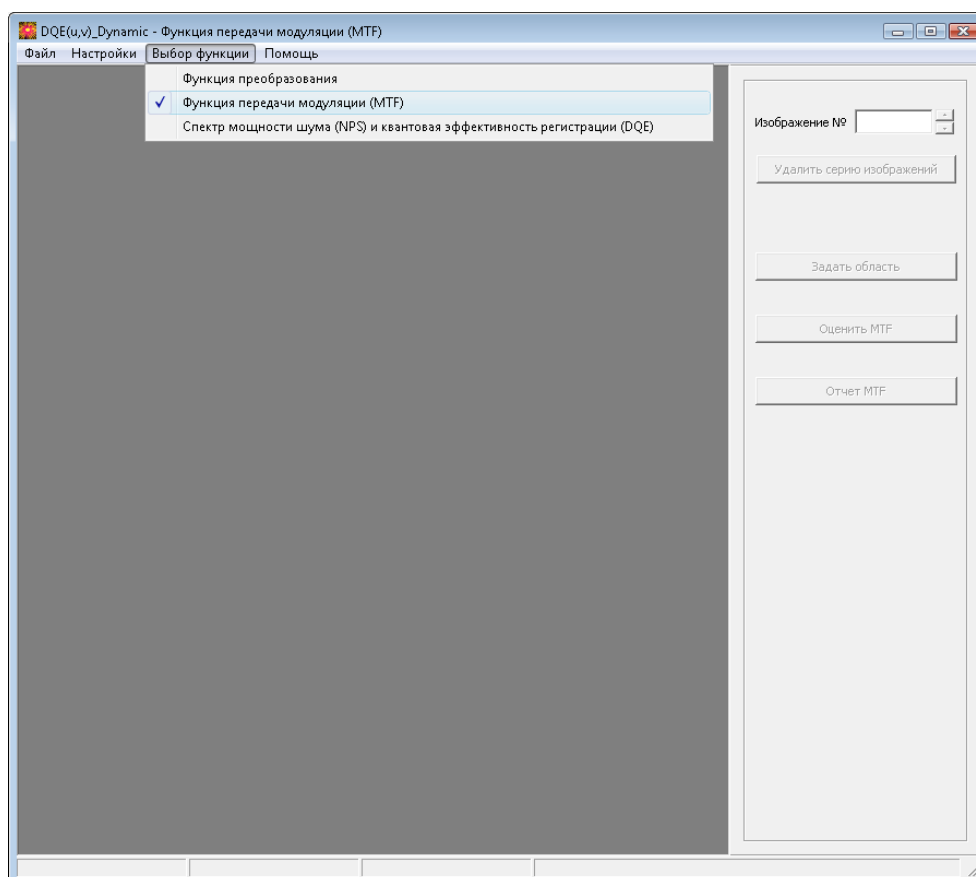 DQE(u,v)_Dynamic - Функция передачи модуляции (MTF)
Файл Настройки Выбор функции Помощь
Функция преобразования
Функция передачи модуляции (MTF)
Спектр мощности шума (NPS) и квантовая эффективность регистрации (DQE)
Изображение №
Удалить серию изображений
Задать область
Оценить MTF
Отчет MTF